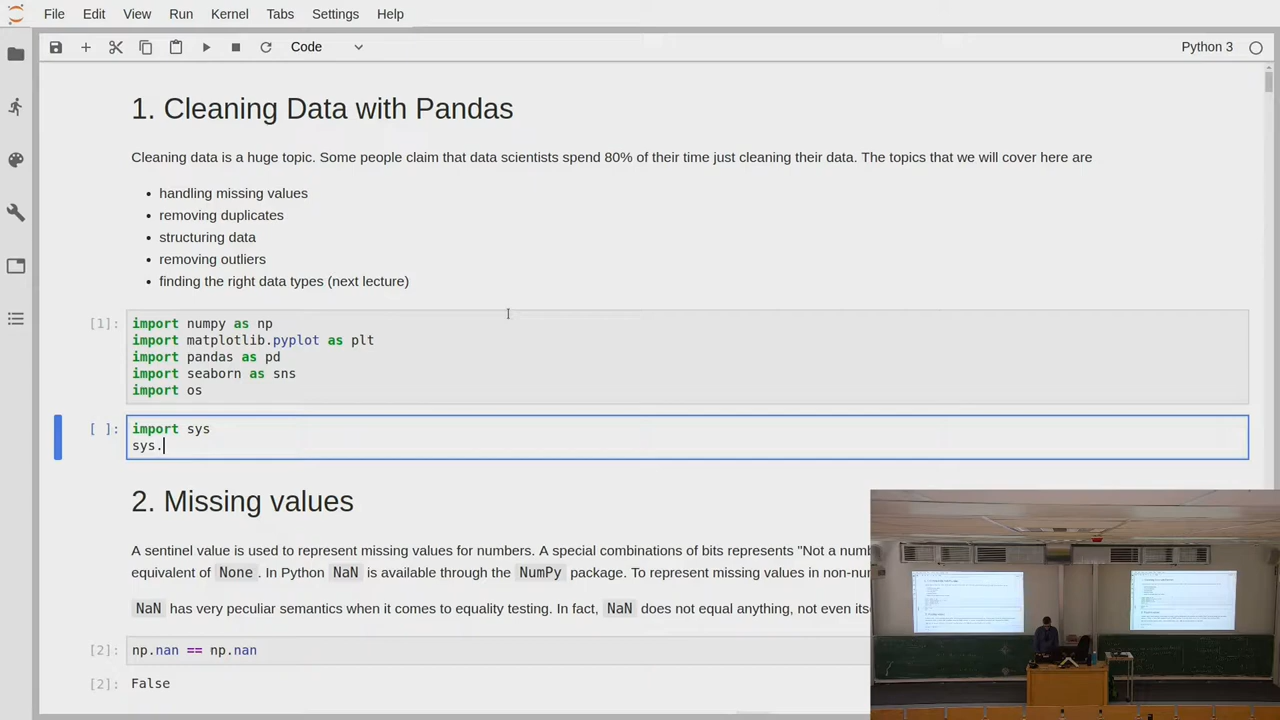 File Edit View Run Kernel Tabs Settings Help
Code Python 3
1. Cleaning Data with Pandas
Cleaning data is a huge topic. Some people claim that data scientists spend 80% of their time just cleaning their data. The topics that we will cover here are
• handling missing values
• removing duplicates
• structuring data
• removing outliers
• finding the right data types (next lecture)
[1]: import numpy as np
import matplotlib.pyplot as plt
import pandas as pd
import seaborn as sns
import os
[ ]: import sys
sys.
2. Missing values
A sentinel value is used to represent missing values for numbers. A special combinations of bits represents "Not a
equivalent of None. In Python NaN is available through the NumPy package. To represent missing values in
NaN has very peculiar semantics when it comes to equality testing. In fact, NaN does not equal anything, not even
[2]: np.nan == np.nan
[2]: False